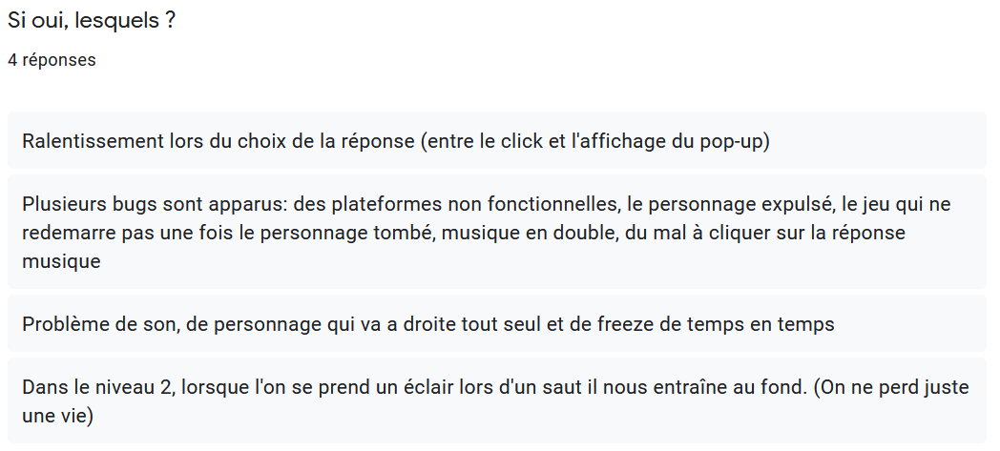 Si oui, lesquels ?
4 réponses
Ralentissement lors du choix de la réponse (entre le click et l'affichage du pop-up)
Plusieurs bugs sont apparus: des plateformes non fonctionnelles, le personnage expulsé, le jeu qui ne
redemarre pas une fois le personnage tombé, musique en double, du mal à cliquer sur la réponse
musique
Problème de son, de personnage qui va a droite tout seul et de freeze de temps en temps
Dans le niveau 2, lorsque l'on se prend un éclair lors d'un saut il nous entraîne au fond. (On ne perd juste
une vie)